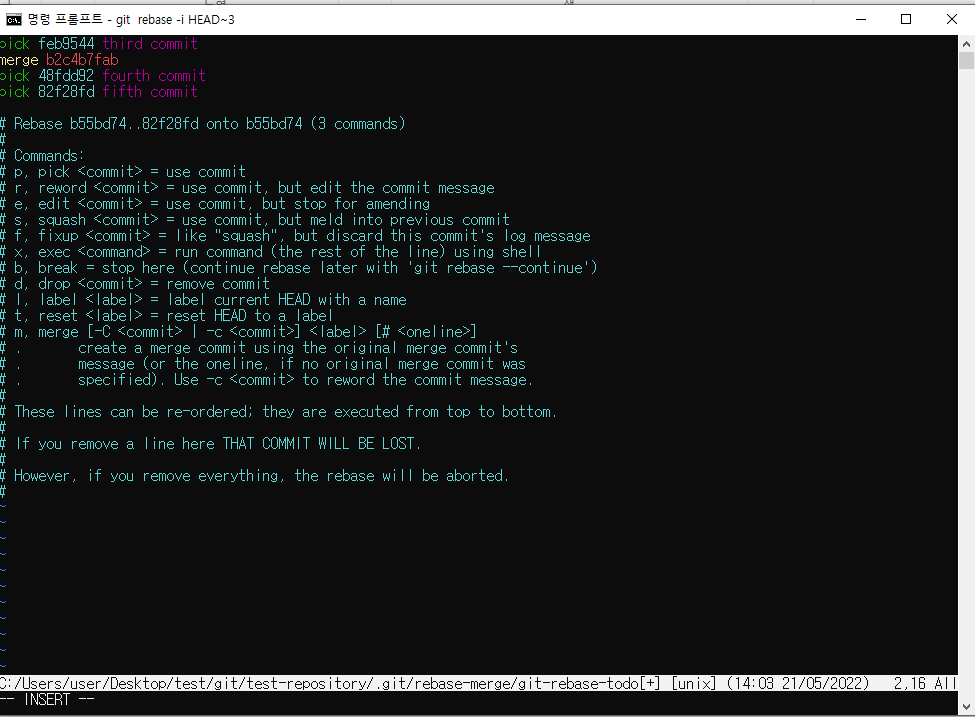 명령 프롬프트 - git rebase -i HEAD~3
pick feb9544 third commit
merge b2c4b7fab
pick 48fdd92 fourth commit
pick 82f28fd fifth commit
# Rebase b55bd74..82f28fd onto b55bd74 (3 commands)
#
# Commands:
# p, pick <commit> = use commit
# r, reword <commit> = use commit, but edit the commit message
# e, edit <commit> = use commit, but stop for amending
# s, squash <commit> = use commit, but meld into previous commit
# f, fixup <commit> = like "squash", but discard this commit's log message
# x, exec <command> = run command (the rest of the line) using shell
# b, break = stop here (continue rebase later with 'git rebase --continue')
# d, drop <commit> = remove commit
# l, label <label> = label current HEAD with a name
# t, reset <label> = reset HEAD to a label
# m, merge [-C <commit> | -c <commit>] <label> [# <oneline>]
# .       create a merge commit using the original merge commit's
# .       message (or the oneline, if no original merge commit was
# .       specified). Use -c <commit> to reword the commit message.
#
# These lines can be re-ordered; they are executed from top to bottom.
#
# If you remove a line here THAT COMMIT WILL BE LOST.
#
# However, if you remove everything, the rebase will be aborted.
#
~
~
~
~
~
~
~
~
~
~
~
C:/Users/user/Desktop/test/git/test-repository/.git/rebase-merge/git-rebase-todo[+] [unix] (14:03 21/05/2022)   2,16 All
-- INSERT --